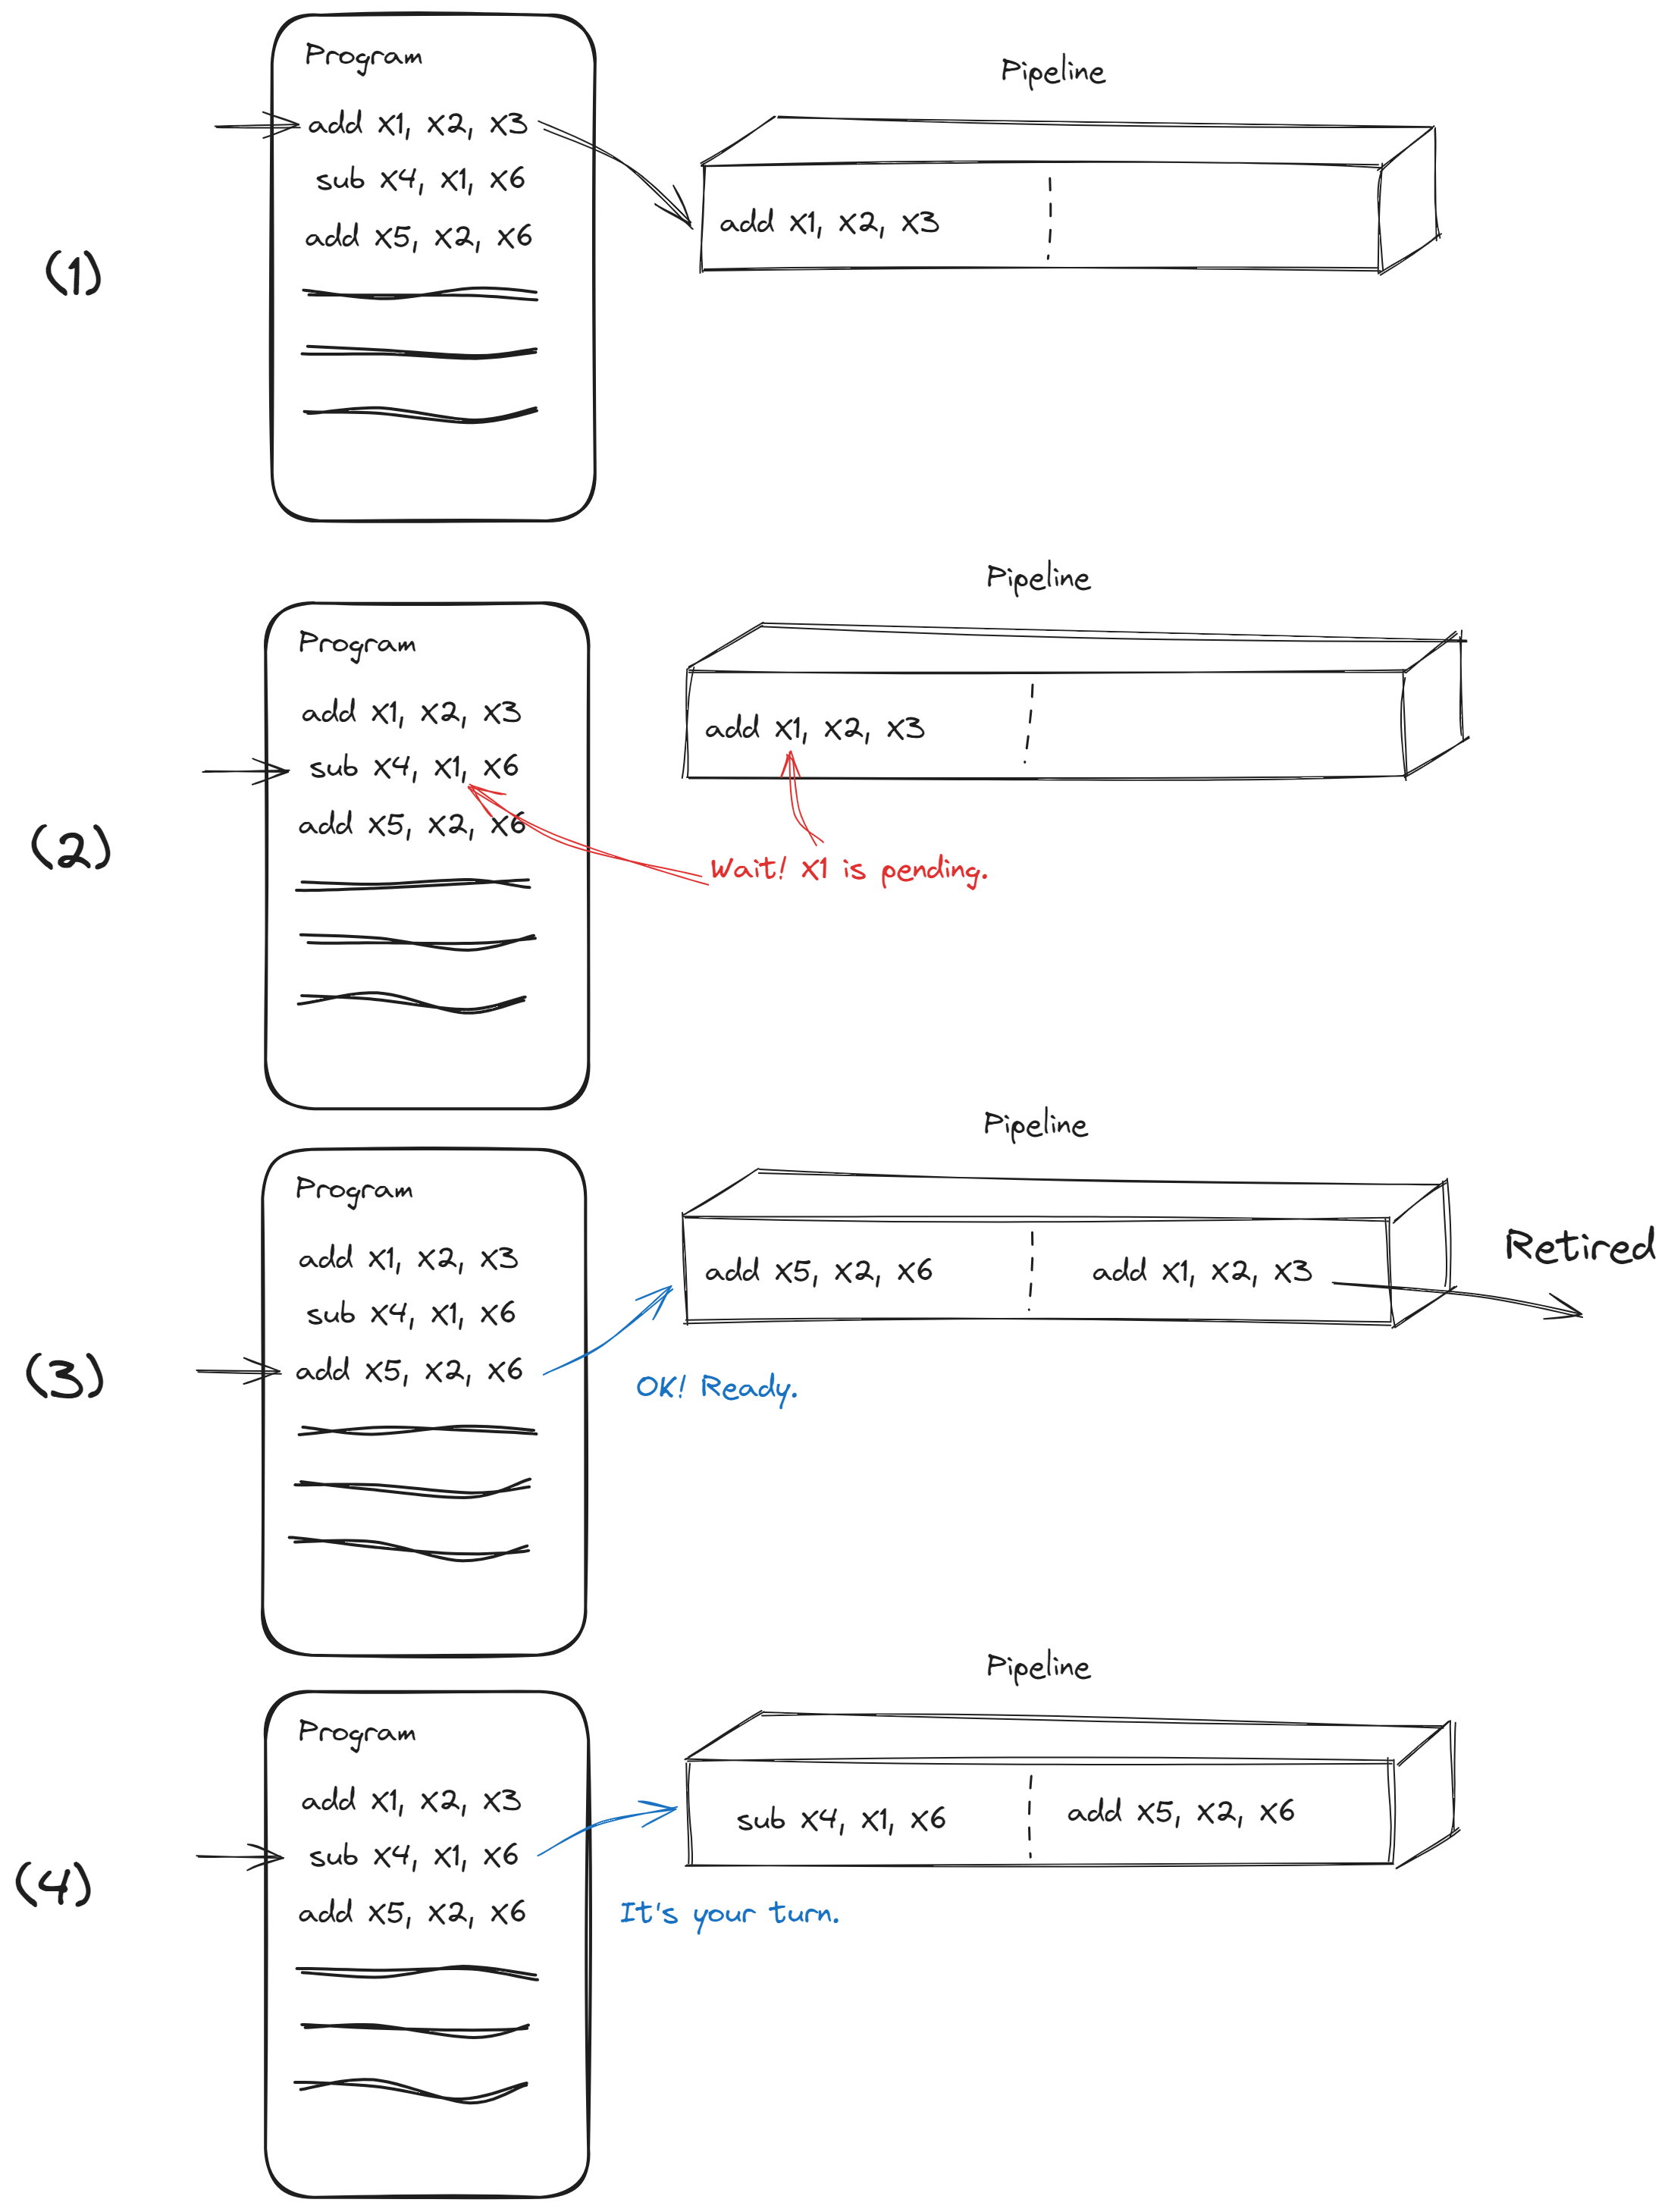 Program
Pipeline
add X1, X2, X3
sub X4, X1, X6
add X5, X2, X6
add X1, X2, X3
(1)
Pipeline
Program
add X1, X2, X3
sub X4, X1, X6
add X5, X2, X6
add X1, X2, X3
Wait! X1 is pending.
(2)
Pipeline
Program
add X1, X2, X3
sub X4, X1, X6
add X5, X2, X6
add X5, X2, X6
add X1, X2, X3
Retired
OK! Ready.
(3)
Pipeline
Program
add X1, X2, X3
sub X4, X1, X6
add X5, X2, X6
sub X4, X1, X6
add X5, X2, X6
It's your turn.
(4)